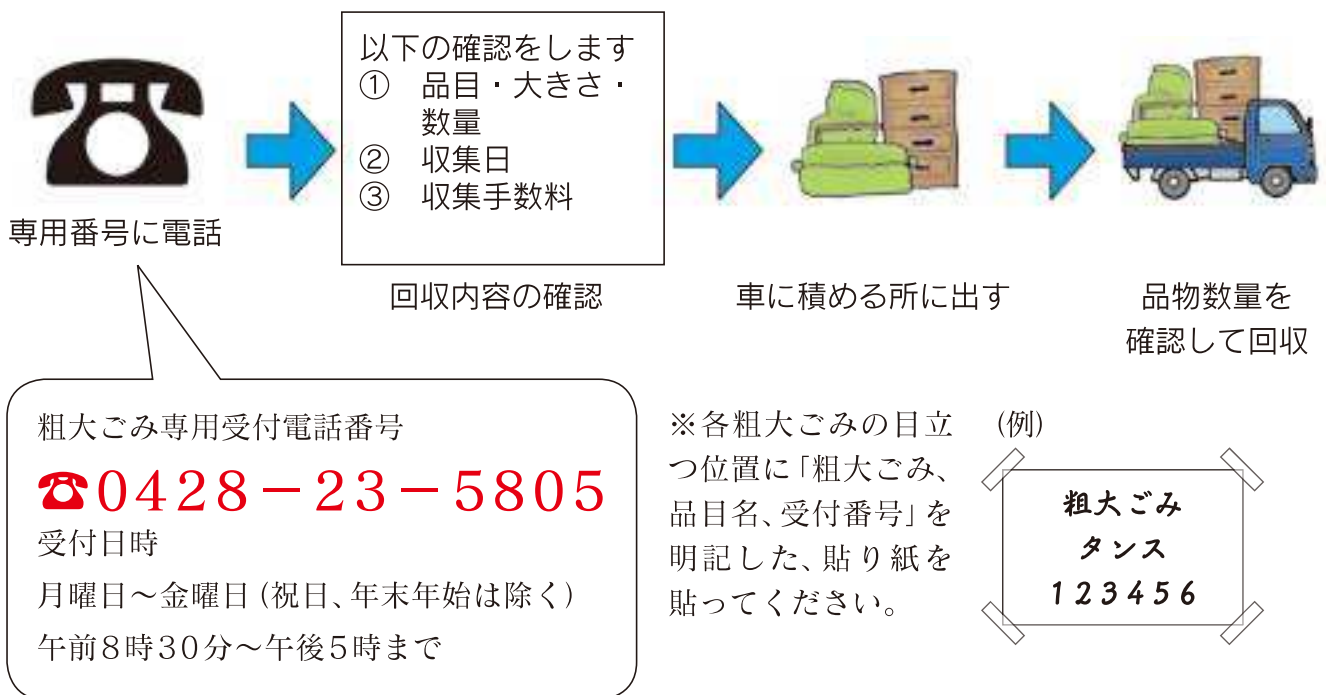 専用番号に電話
以下の確認をします
① 品目・大きさ・
数量
② 収集日
③ 収集手数料
回収内容の確認
車に積める所に出す
品物数量を
確認して回収
粗大ごみ専用受付電話番号
☎0428－23－5805
受付日時
月曜日～金曜日(祝日、年末年始は除く)
午前8時30分～午後5時まで
※各粗大ごみの目立
つ位置に「粗大ごみ、
品目名、受付番号」を
明記した、貼り紙を
貼ってください。
(例)
粗大ごみ
タンス
123456